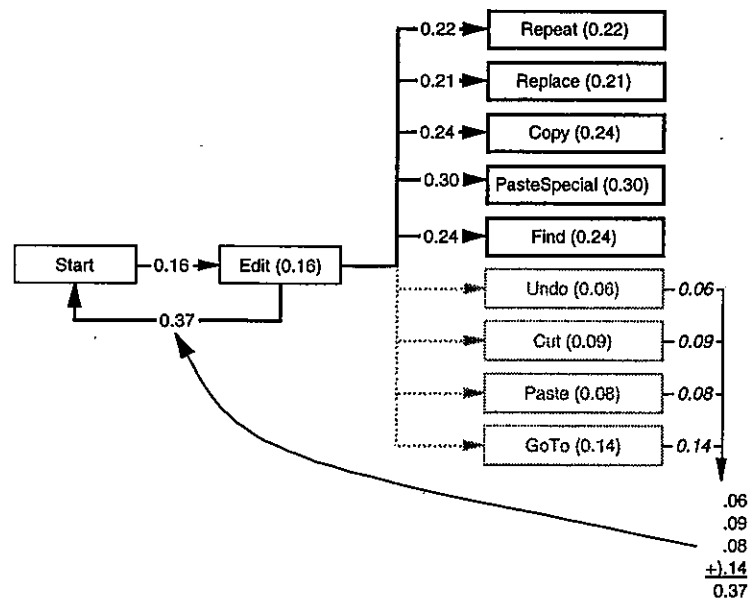 0.22 Repeat (0.22)
0.21 Replace (0.21)
0.24 Copy (0.24)
0.30 PasteSpecial (0.30)
0.24 Find (0.24)
Start 0.16 Edit (0.16)
Undo (0.06) 0.06
0.37
Cut (0.09) 0.09
Paste (0.08) 0.08
GoTo (0.14) 0.14
.06
.09
.08
+).14
0.37